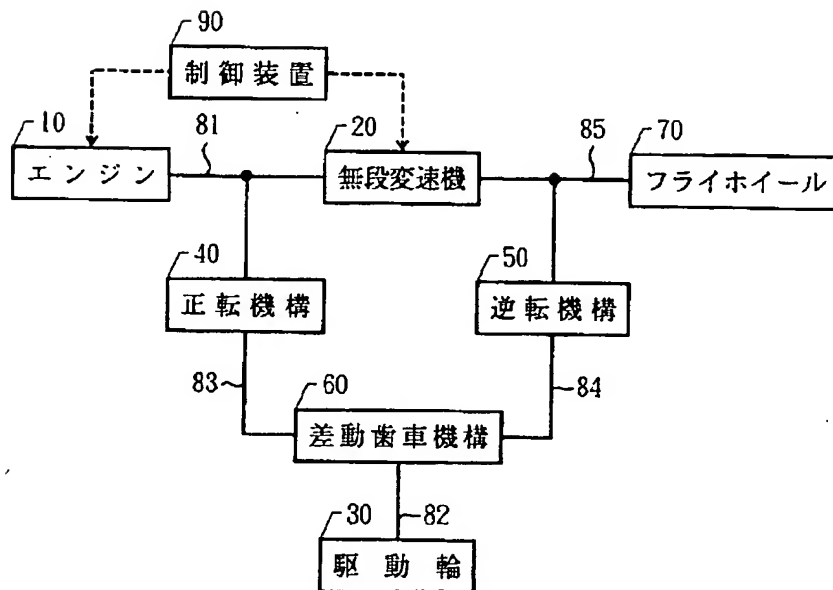 90
制御装置
10
81
20
85
70
エンジン
無段変速機
フライホイール
40
50
正転機構
逆転機構
83
60
84
差動歯車機構
30
82
駆動輪